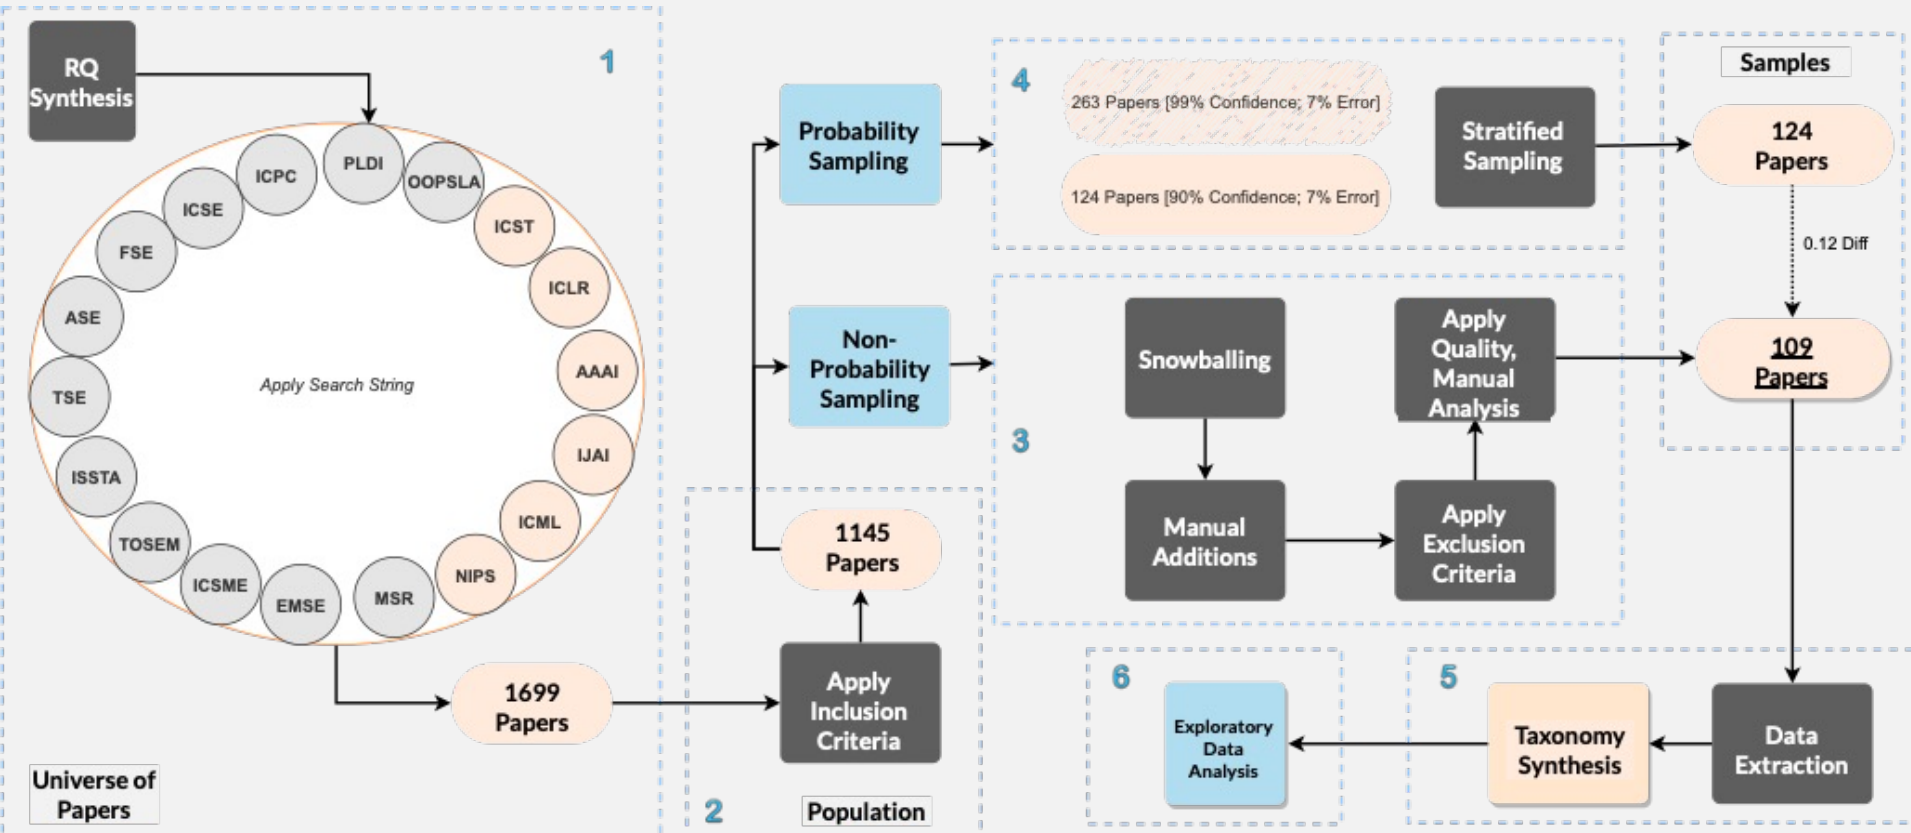 RQ
Synthesis
1
PLDI
OOPSLA
ICST
ICLR
AAAI
IJAI
ICML
NIPS
MSR
EMSE
ICSME
TOSEM
ISSTA
TSE
ASE
FSE
ICSE
ICPC
Apply Search String
1699
Papers
Universe of
Papers
2
Population
Apply
Inclusion
Criteria
1145
Papers
Probability
Sampling
Non-
Probability
Sampling
4
263 Papers [99% Confidence; 7% Error]
124 Papers [90% Confidence; 7% Error]
Stratified
Sampling
3
Snowballing
Manual
Additions
Apply
Exclusion
Criteria
Apply
Quality,
Manual
Analysis
Samples
124
Papers
0.12 Diff
109
Papers
5
Data
Extraction
Taxonomy
Synthesis
6
Exploratory
Data
Analysis